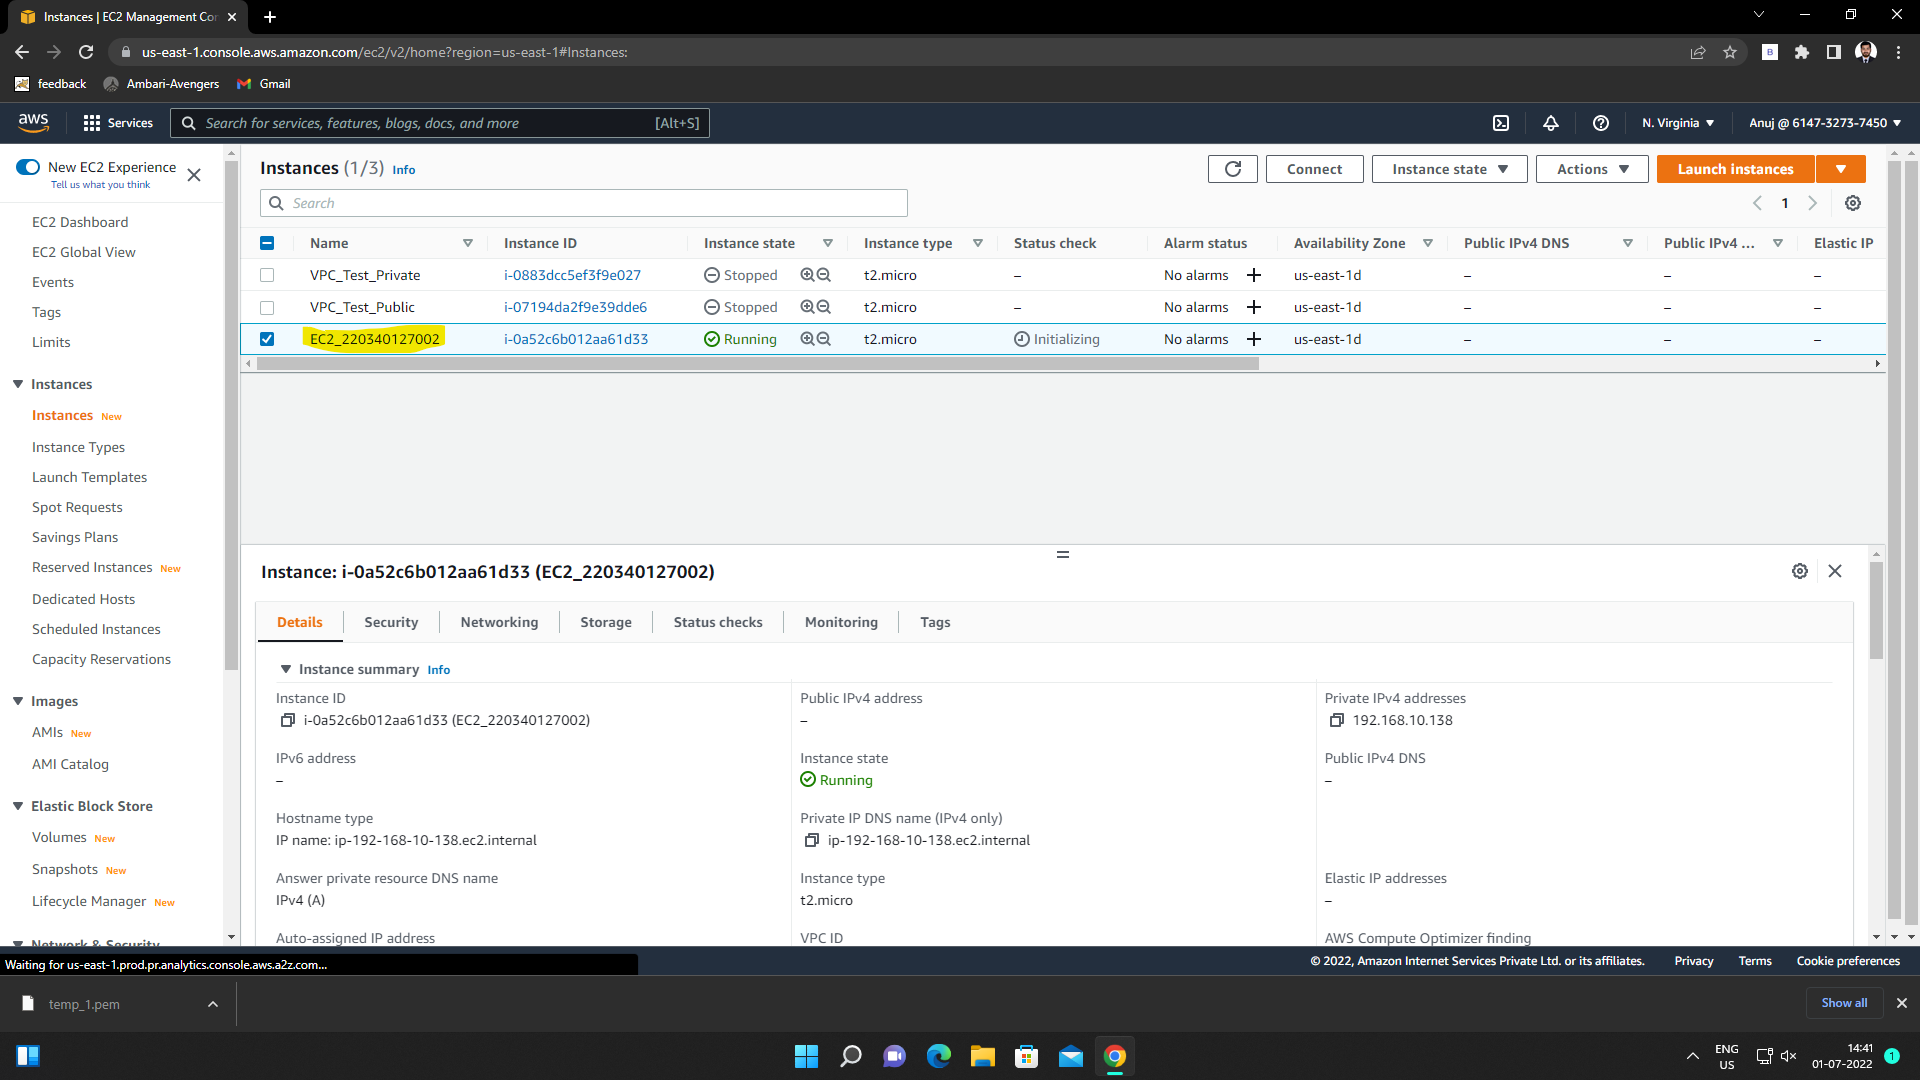 Instances | EC2 Management Con
us-east-1.console.aws.amazon.com/ec2/v2/home?region=us-east-1#Instances:
feedback Ambari-Avengers Gmail
aws Services Search for services, features, blogs, docs, and more [Alt+S] N. Virginia Anuj @ 6147-3273-7450
New EC2 Experience
Tell us what you think
EC2 Dashboard
EC2 Global View
Events
Tags
Limits
Instances
Instances New
Instance Types
Launch Templates
Spot Requests
Savings Plans
Reserved Instances New
Dedicated Hosts
Scheduled Instances
Capacity Reservations
Images
AMIs New
AMI Catalog
Elastic Block Store
Volumes New
Snapshots New
Lifecycle Manager New
Network & Security
Instances (1/3) Info Connect Instance state Actions Launch instances
Search 1
Name Instance ID Instance state Instance type Status check Alarm status Availability Zone Public IPv4 DNS Public IPv4 ... Elastic IP
VPC_Test_Private i-0883dcc5ef3f9e027 Stopped t2.micro – No alarms + us-east-1d – – –
VPC_Test_Public i-07194da2f9e39dde6 Stopped t2.micro – No alarms + us-east-1d – – –
EC2_220340127002 i-0a52c6b012aa61d33 Running t2.micro Initializing No alarms + us-east-1d – – –
Instance: i-0a52c6b012aa61d33 (EC2_220340127002)
Details Security Networking Storage Status checks Monitoring Tags
Instance summary Info
Instance ID Public IPv4 address Private IPv4 addresses
i-0a52c6b012aa61d33 (EC2_220340127002) – 192.168.10.138
IPv6 address Instance state Public IPv4 DNS
– Running –
Hostname type Private IP DNS name (IPv4 only)
IP name: ip-192-168-10-138.ec2.internal ip-192-168-10-138.ec2.internal
Answer private resource DNS name Instance type Elastic IP addresses
IPv4 (A) t2.micro –
Auto-assigned IP address VPC ID AWS Compute Optimizer finding
Waiting for us-east-1.prod.pr.analytics.console.aws.a2z.com...
© 2022, Amazon Internet Services Private Ltd. or its affiliates. Privacy Terms Cookie preferences
temp_1.pem Show all
ENG
US
14:41
01-07-2022
1